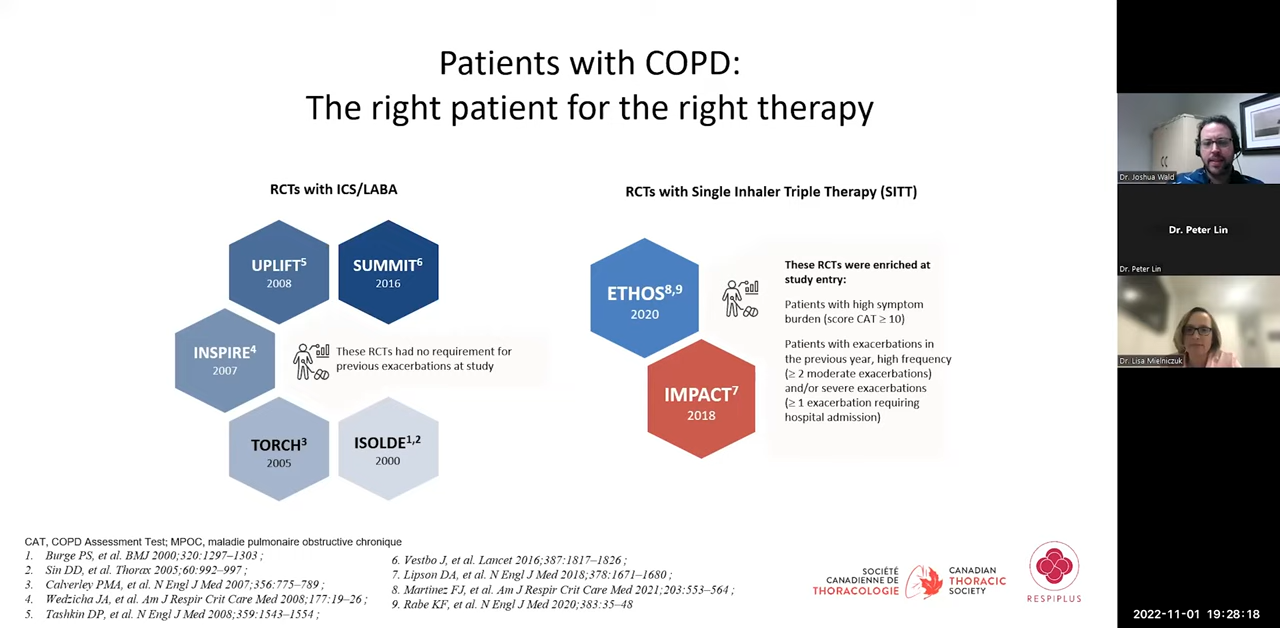 Patients with COPD:
The right patient for the right therapy
RCTs with ICS/LABA
UPLIFT⁵
2008
SUMMIT⁶
2016
INSPIRE⁴
2007
These RCTs had no requirement for
previous exacerbations at study
TORCH³
2005
ISOLDE¹,²
2000
RCTs with Single Inhaler Triple Therapy (SITT)
ETHOS⁸,⁹
2020
IMPACT⁷
2018
These RCTs were enriched at
study entry:
Patients with high symptom
burden (score CAT ≥ 10)
Patients with exacerbations in
the previous year, high frequency
(≥ 2 moderate exacerbations)
and/or severe exacerbations
(≥ 1 exacerbation requiring
hospital admission)
CAT, COPD Assessment Test; MPOC, maladie pulmonaire obstructive chronique
1. Burge PS, et al. BMJ 2000;320:1297–1303 ;
2. Sin DD, et al. Thorax 2005;60:992–997 ;
3. Calverley PMA, et al. N Engl J Med 2007;356:775–789 ;
4. Wedzicha JA, et al. Am J Respir Crit Care Med 2008;177:19–26 ;
5. Tashkin DP, et al. N Engl J Med 2008;359:1543–1554 ;
6. Vestbo J, et al. Lancet 2016;387:1817–1826 ;
7. Lipson DA, et al. N Engl J Med 2018;378:1671–1680 ;
8. Martinez FJ, et al. Am J Respir Crit Care Med 2021;203:553–564 ;
9. Rabe KF, et al. N Engl J Med 2020;383:35–48
SOCIÉTÉ
CANADIENNE DE
THORACOLOGIE
CANADIAN
THORACIC
SOCIETY
RESPIPLUS
Dr. Joshua Wald
Dr. Peter Lin
Dr. Peter Lin
Dr. Lisa Mielniczuk
2022-11-01 19:28:18